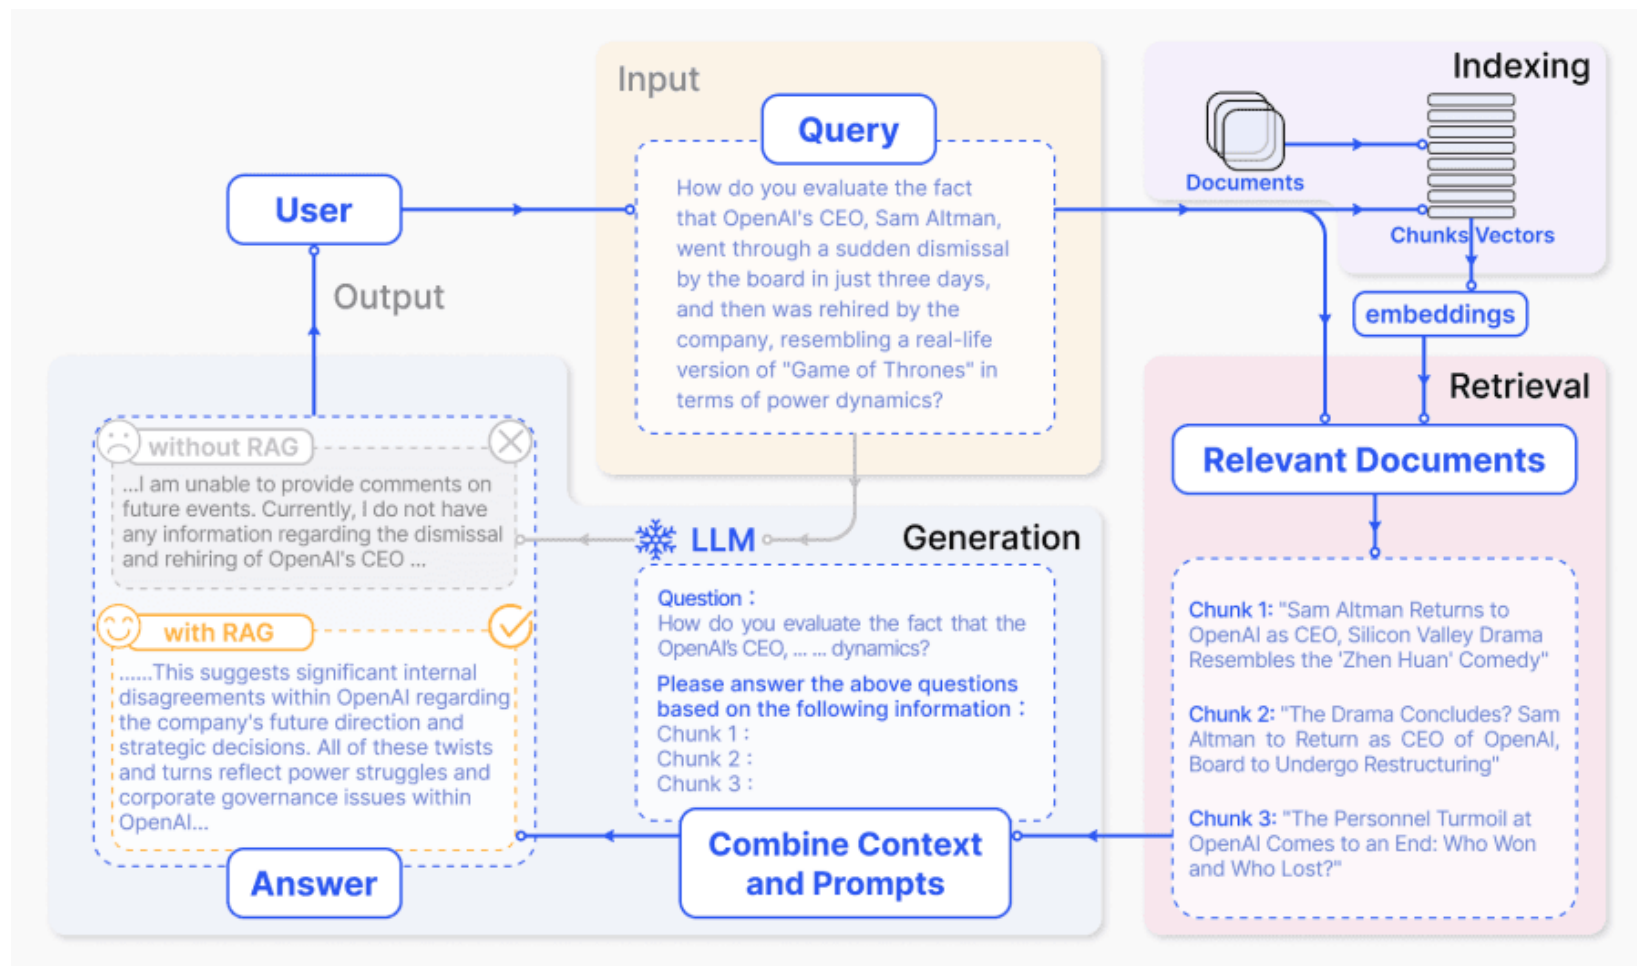 Input
Query
How do you evaluate the fact
that OpenAI's CEO, Sam Altman,
went through a sudden dismissal
by the board in just three days,
and then was rehired by the
company, resembling a real-life
version of "Game of Thrones" in
terms of power dynamics?
Indexing
Documents
Chunks Vectors
embeddings
User
Output
Retrieval
Relevant Documents
Chunk 1: "Sam Altman Returns to
OpenAI as CEO, Silicon Valley Drama
Resembles the 'Zhen Huan' Comedy"
Chunk 2: "The Drama Concludes? Sam
Altman to Return as CEO of OpenAI,
Board to Undergo Restructuring"
Chunk 3: "The Personnel Turmoil at
OpenAI Comes to an End: Who Won
and Who Lost?"
Generation
LLM
Question :
How do you evaluate the fact that the
OpenAI's CEO, ... ... dynamics?
Please answer the above questions
based on the following information :
Chunk 1 :
Chunk 2 :
Chunk 3 :
Combine Context
and Prompts
without RAG
...I am unable to provide comments on
future events. Currently, I do not have
any information regarding the dismissal
and rehiring of OpenAI's CEO ...
with RAG
......This suggests significant internal
disagreements within OpenAI regarding
the company's future direction and
strategic decisions. All of these twists
and turns reflect power struggles and
corporate governance issues within
OpenAI...
Answer